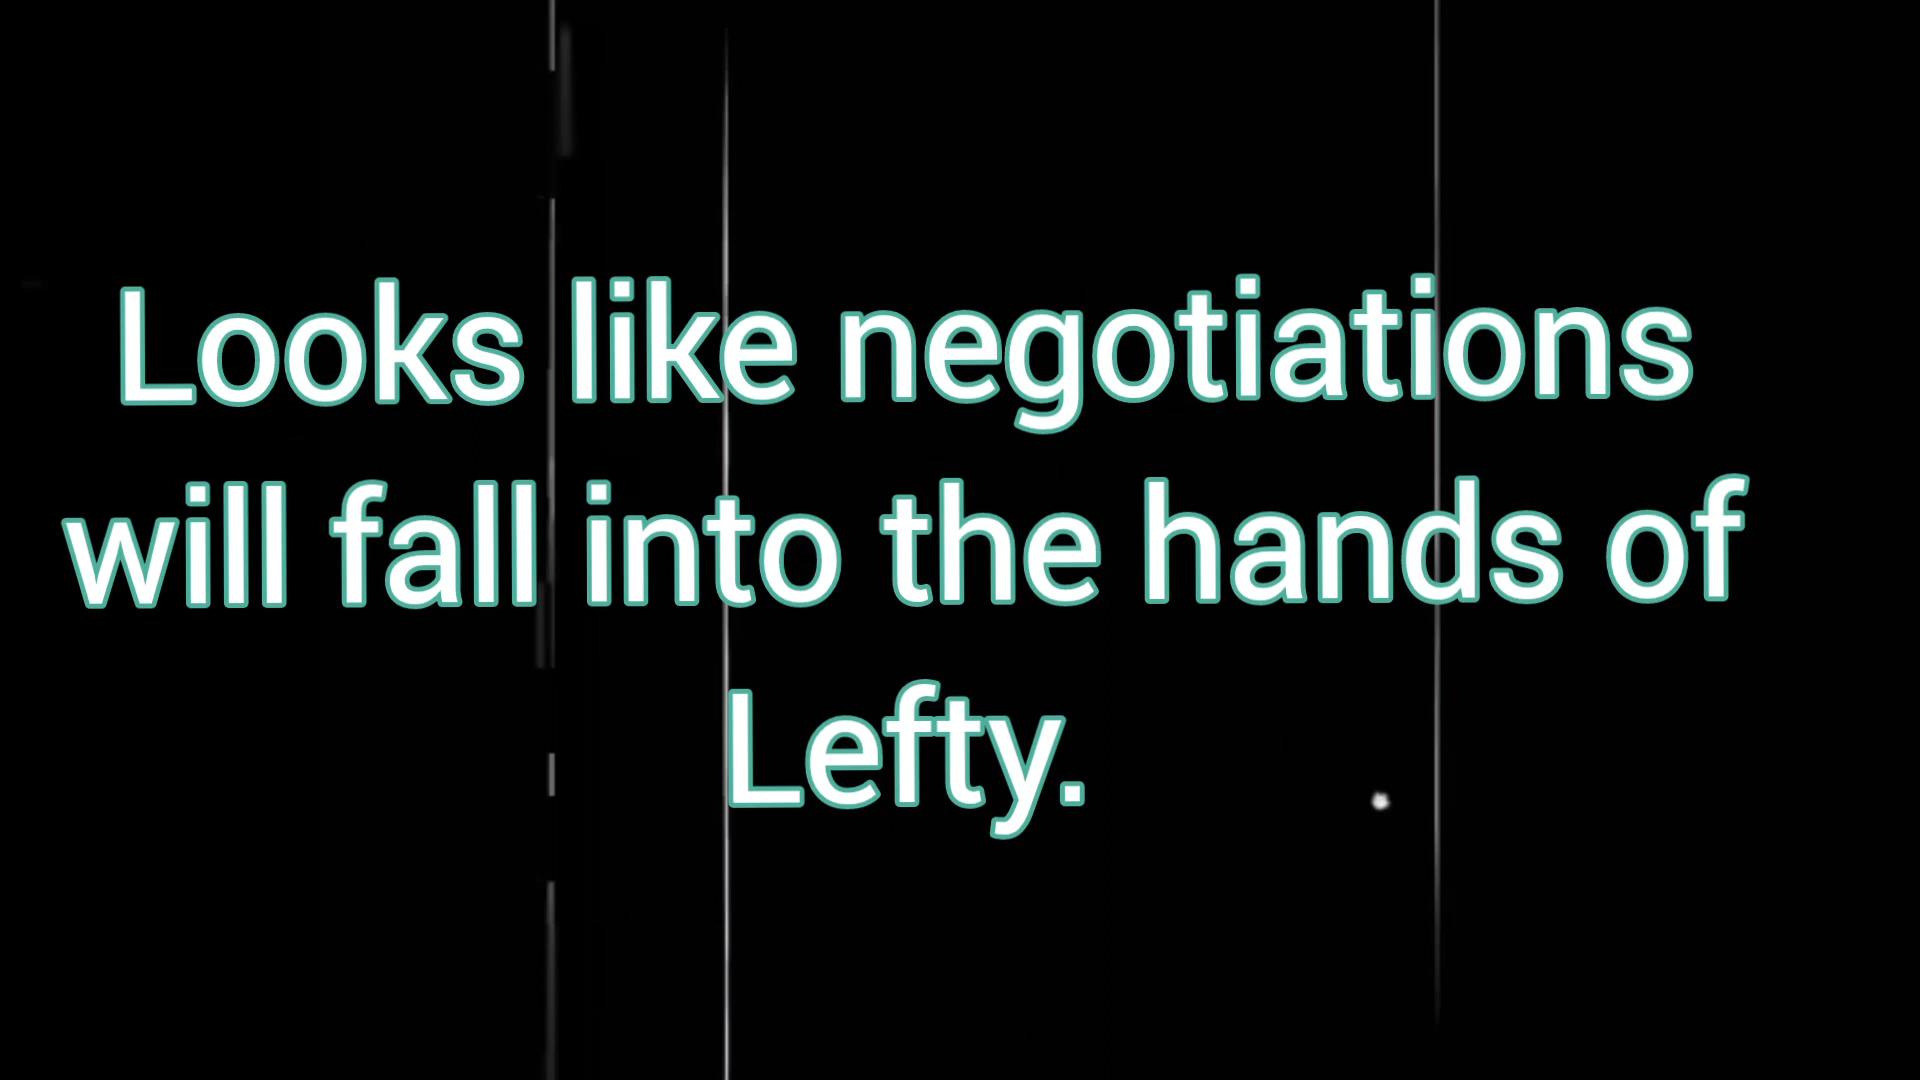 Looks like negotiations
will fall into the hands of
Lefty.